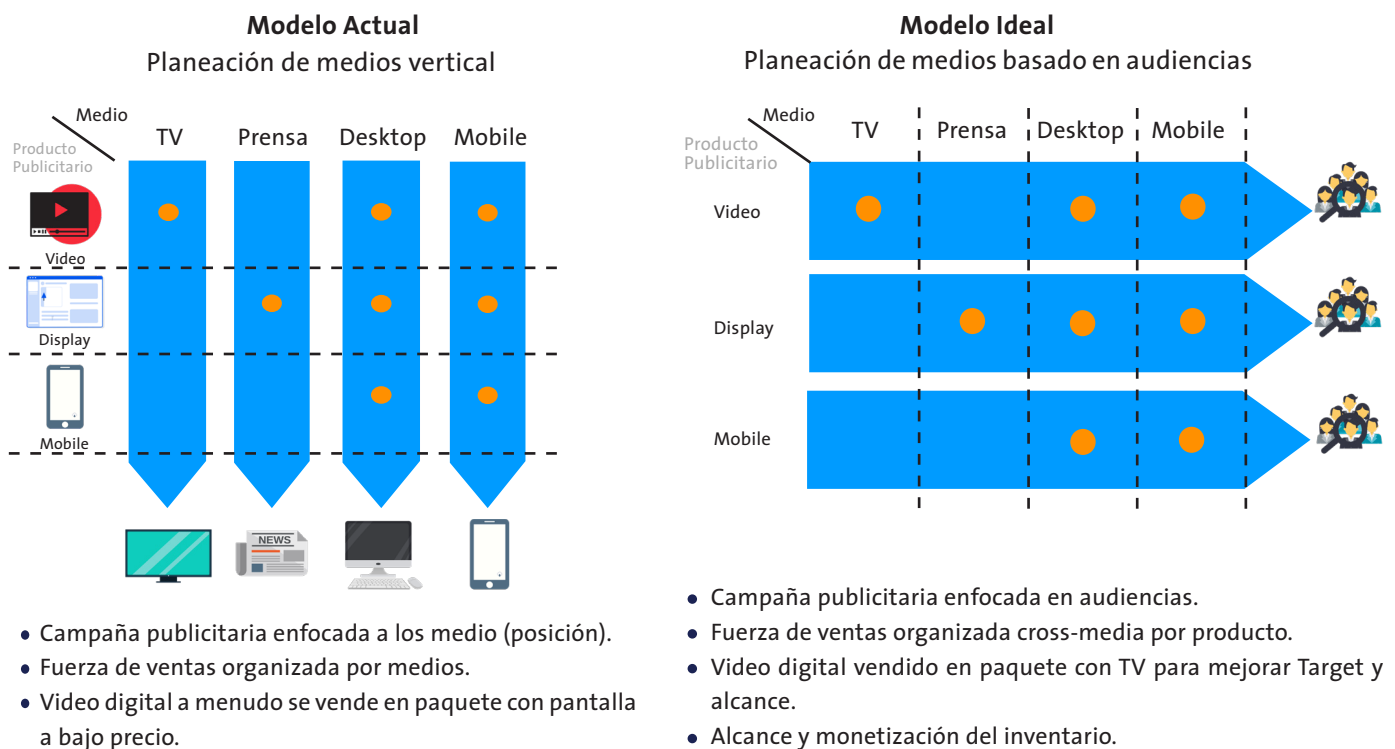 Modelo Actual
Planeación de medios vertical
Medio
Producto
Publicitario
TV Prensa Desktop Mobile
Video
Display
Mobile
NEWS
• Campaña publicitaria enfocada a los medio (posición).
• Fuerza de ventas organizada por medios.
• Video digital a menudo se vende en paquete con pantalla
a bajo precio.
Modelo Ideal
Planeación de medios basado en audiencias
Medio
Producto
Publicitario
TV Prensa Desktop Mobile
Video
Display
Mobile
• Campaña publicitaria enfocada en audiencias.
• Fuerza de ventas organizada cross-media por producto.
• Video digital vendido en paquete con TV para mejorar Target y
alcance.
• Alcance y monetización del inventario.